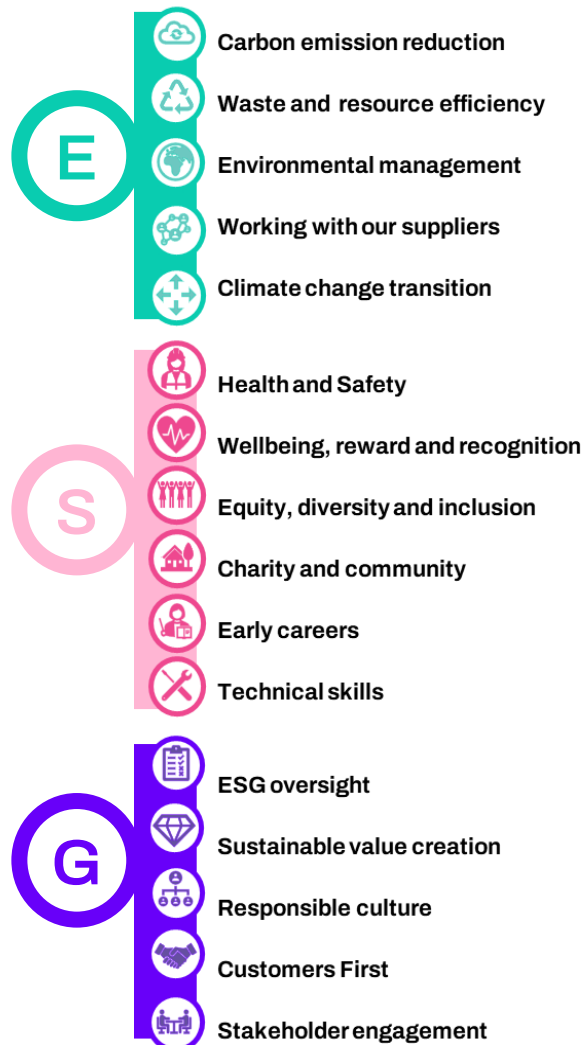 E
Carbon emission reduction
Waste and resource efficiency
Environmental management
Working with our suppliers
Climate change transition
S
Health and Safety
Wellbeing, reward and recognition
Equity, diversity and inclusion
Charity and community
Early careers
Technical skills
G
ESG oversight
Sustainable value creation
Responsible culture
Customers First
Stakeholder engagement